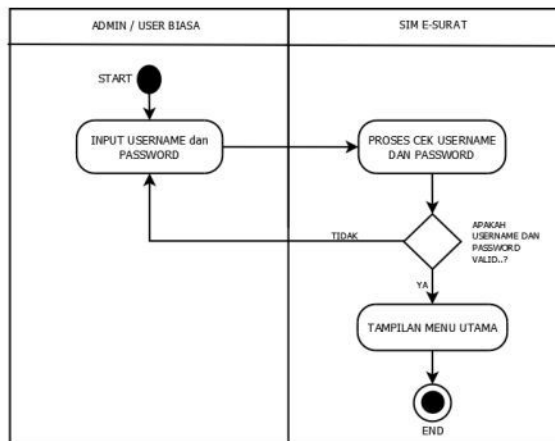 ADMIN / USER BIASA
SIM E-SURAT
START
INPUT USERNAME dan
PASSWORD
PROSES CEK USERNAME
DAN PASSWORD
APAKAH
USERNAME DAN
PASSWORD
VALID..?
TIDAK
YA
TAMPILAN MENU UTAMA
END